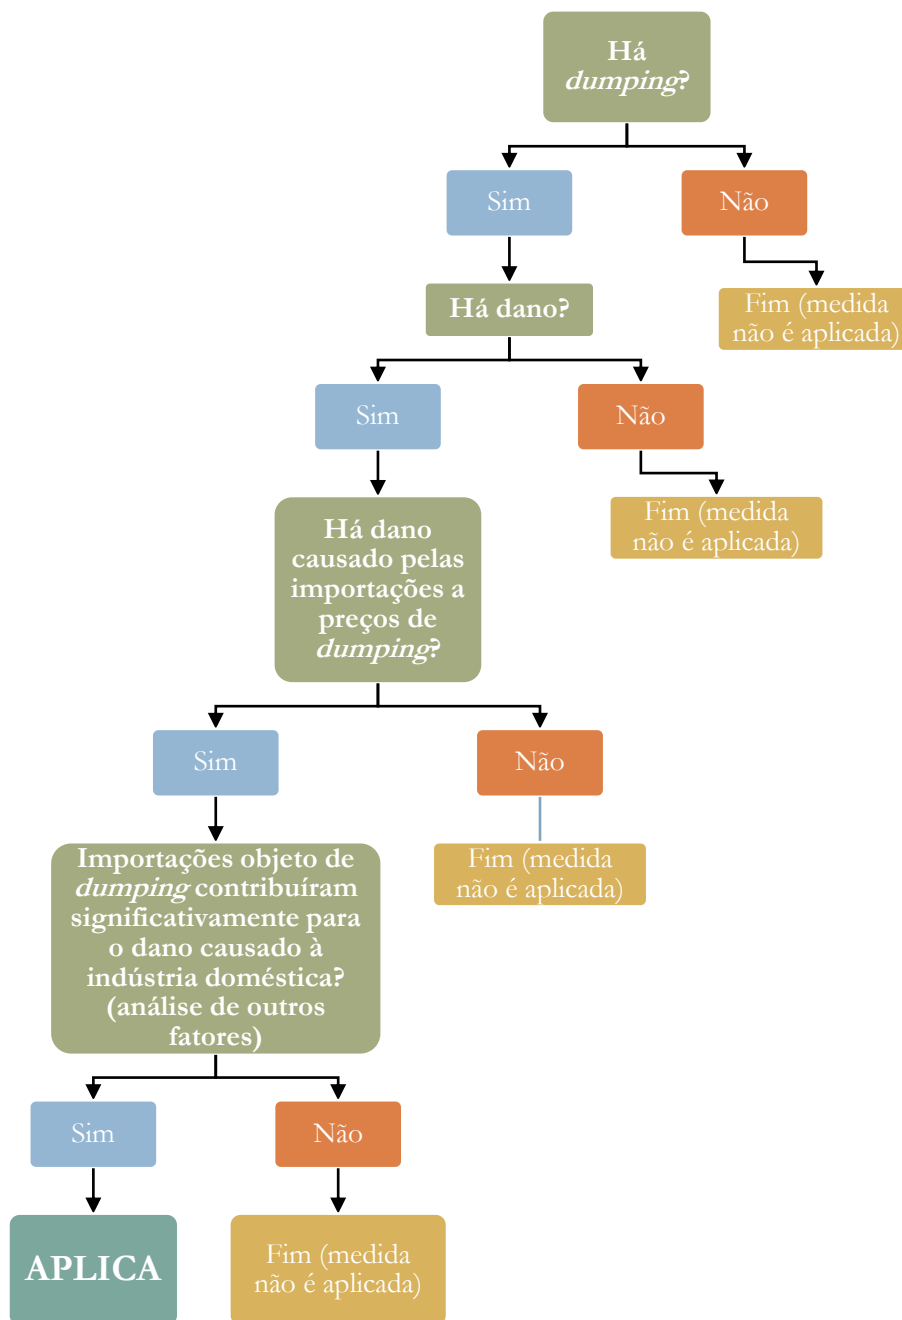 Há
dumping?
Sim
Não
Há dano?
Fim (medida
não é aplicada)
Sim
Não
Há dano
causado pelas
importações a
preços de
dumping?
Fim (medida
não é aplicada)
Sim
Não
Importações objeto de
dumping contribuíram
significativamente para
o dano causado à
indústria doméstica?
(análise de outros
fatores)
Fim (medida
não é aplicada)
Sim
Não
APLICA
Fim (medida
não é aplicada)